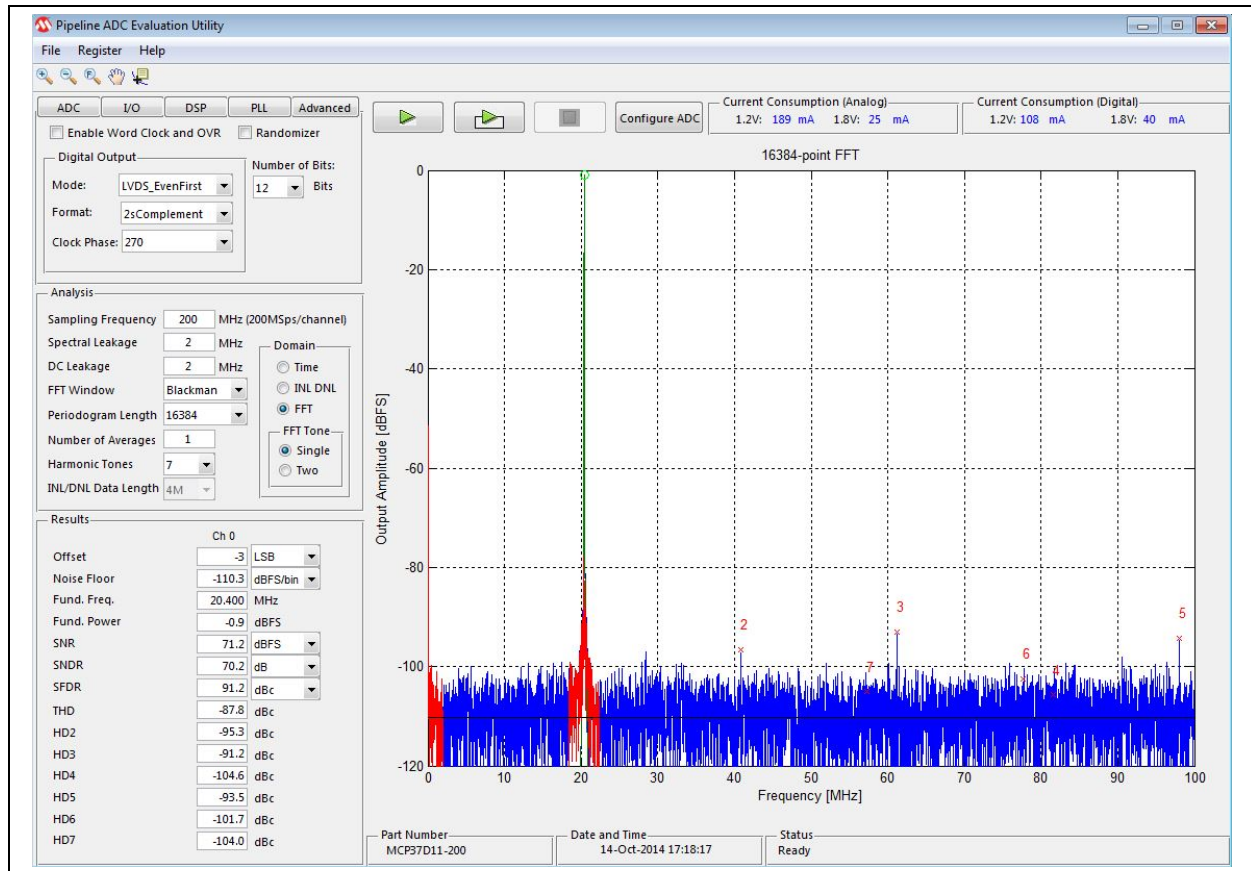 Pipeline ADC Evaluation Utility
File Register Help
ADC I/O DSP PLL Advanced
Enable Word Clock and OVR Randomizer
Digital Output
Number of Bits:
Mode: LVDS_EvenFirst 12 Bits
Format: 2sComplement
Clock Phase: 270
Configure ADC
Current Consumption (Analog)
1.2V: 189 mA 1.8V: 25 mA
Current Consumption (Digital)
1.2V: 108 mA 1.8V: 40 mA
Analysis
Sampling Frequency 200 MHz (200MSps/channel)
Spectral Leakage 2 MHz
DC Leakage 2 MHz
FFT Window Blackman
Periodogram Length 16384
Number of Averages 1
Harmonic Tones 7
INL/DNL Data Length 4M
Domain
Time
INL DNL
FFT
FFT Tone
Single
Two
Results
Ch 0
Offset -3 LSB
Noise Floor -110.3 dBFS/bin
Fund. Freq. 20.400 MHz
Fund. Power -0.9 dBFS
SNR 71.2 dBFS
SNDR 70.2 dB
SFDR 91.2 dBc
THD -87.8 dBc
HD2 -95.3 dBc
HD3 -91.2 dBc
HD4 -104.6 dBc
HD5 -93.5 dBc
HD6 -101.7 dBc
HD7 -104.0 dBc
16384-point FFT
Output Amplitude [dBFS]
0
-20
-40
-60
-80
-100
-120
2
7
3
6
4
5
0 10 20 30 40 50 60 70 80 90 100
Frequency [MHz]
Part Number
MCP37D11-200
Date and Time
14-Oct-2014 17:18:17
Status
Ready